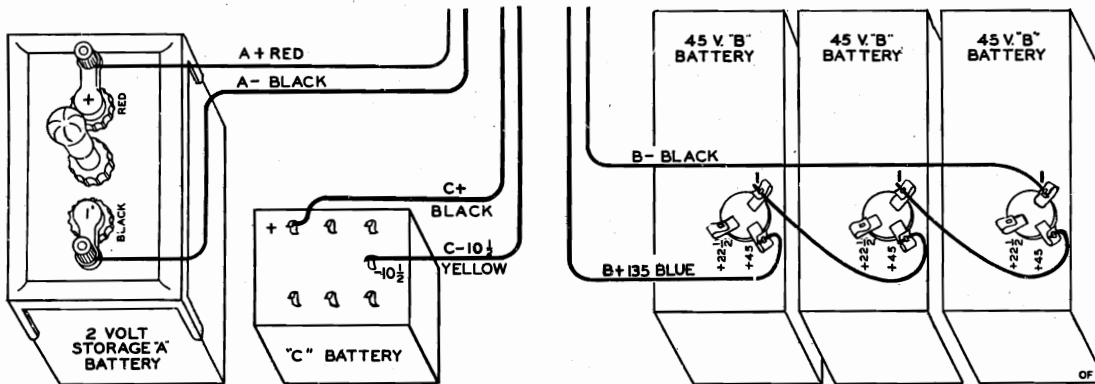 A+ RED
A- BLACK
+
RED
-
BLACK
2 VOLT
STORAGE "A"
BATTERY
C+
BLACK
+
C-10½
YELLOW
-10½
"C" BATTERY
45 V. "B"
BATTERY
45 V. "B"
BATTERY
45 V. "B"
BATTERY
B- BLACK
B+135 BLUE
-
+22½
+45
-
+22½
+45
-
+22½
+45
OF